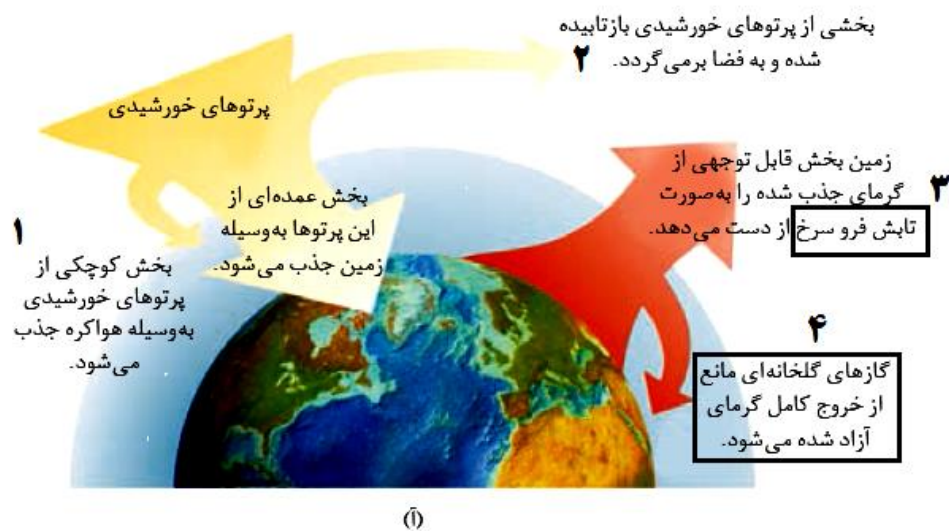 بخشی از پرتوهای خورشیدی بازتابیده
شده و به فضا برمی‌گردد.
۲
پرتوهای خورشیدی
زمین بخش قابل توجهی از
گرمای جذب شده را به‌صورت
تابش فرو سرخ از دست می‌دهد.
۳
بخش عمده‌ای از
این پرتوها به‌وسیله
زمین جذب می‌شود.
۱
بخش کوچکی از
پرتوهای خورشیدی
به‌وسیله هواکره جذب
می‌شود.
۴
گازهای گلخانه‌ای مانع
از خروج کامل گرمای
آزاد شده می‌شود.
(آ)